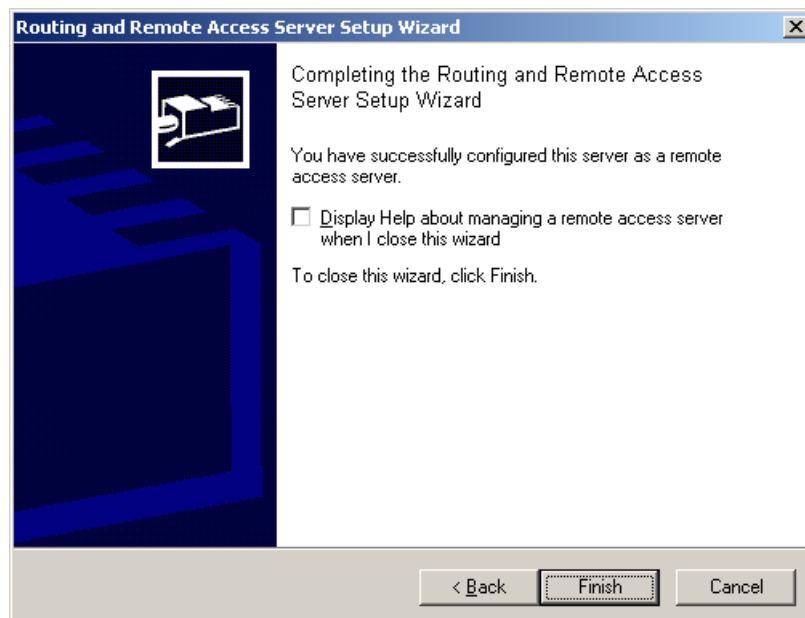 Routing and Remote Access Server Setup Wizard
Completing the Routing and Remote Access
Server Setup Wizard
You have successfully configured this server as a remote
access server.
Display Help about managing a remote access server
when I close this wizard
To close this wizard, click Finish.
< Back
Finish
Cancel